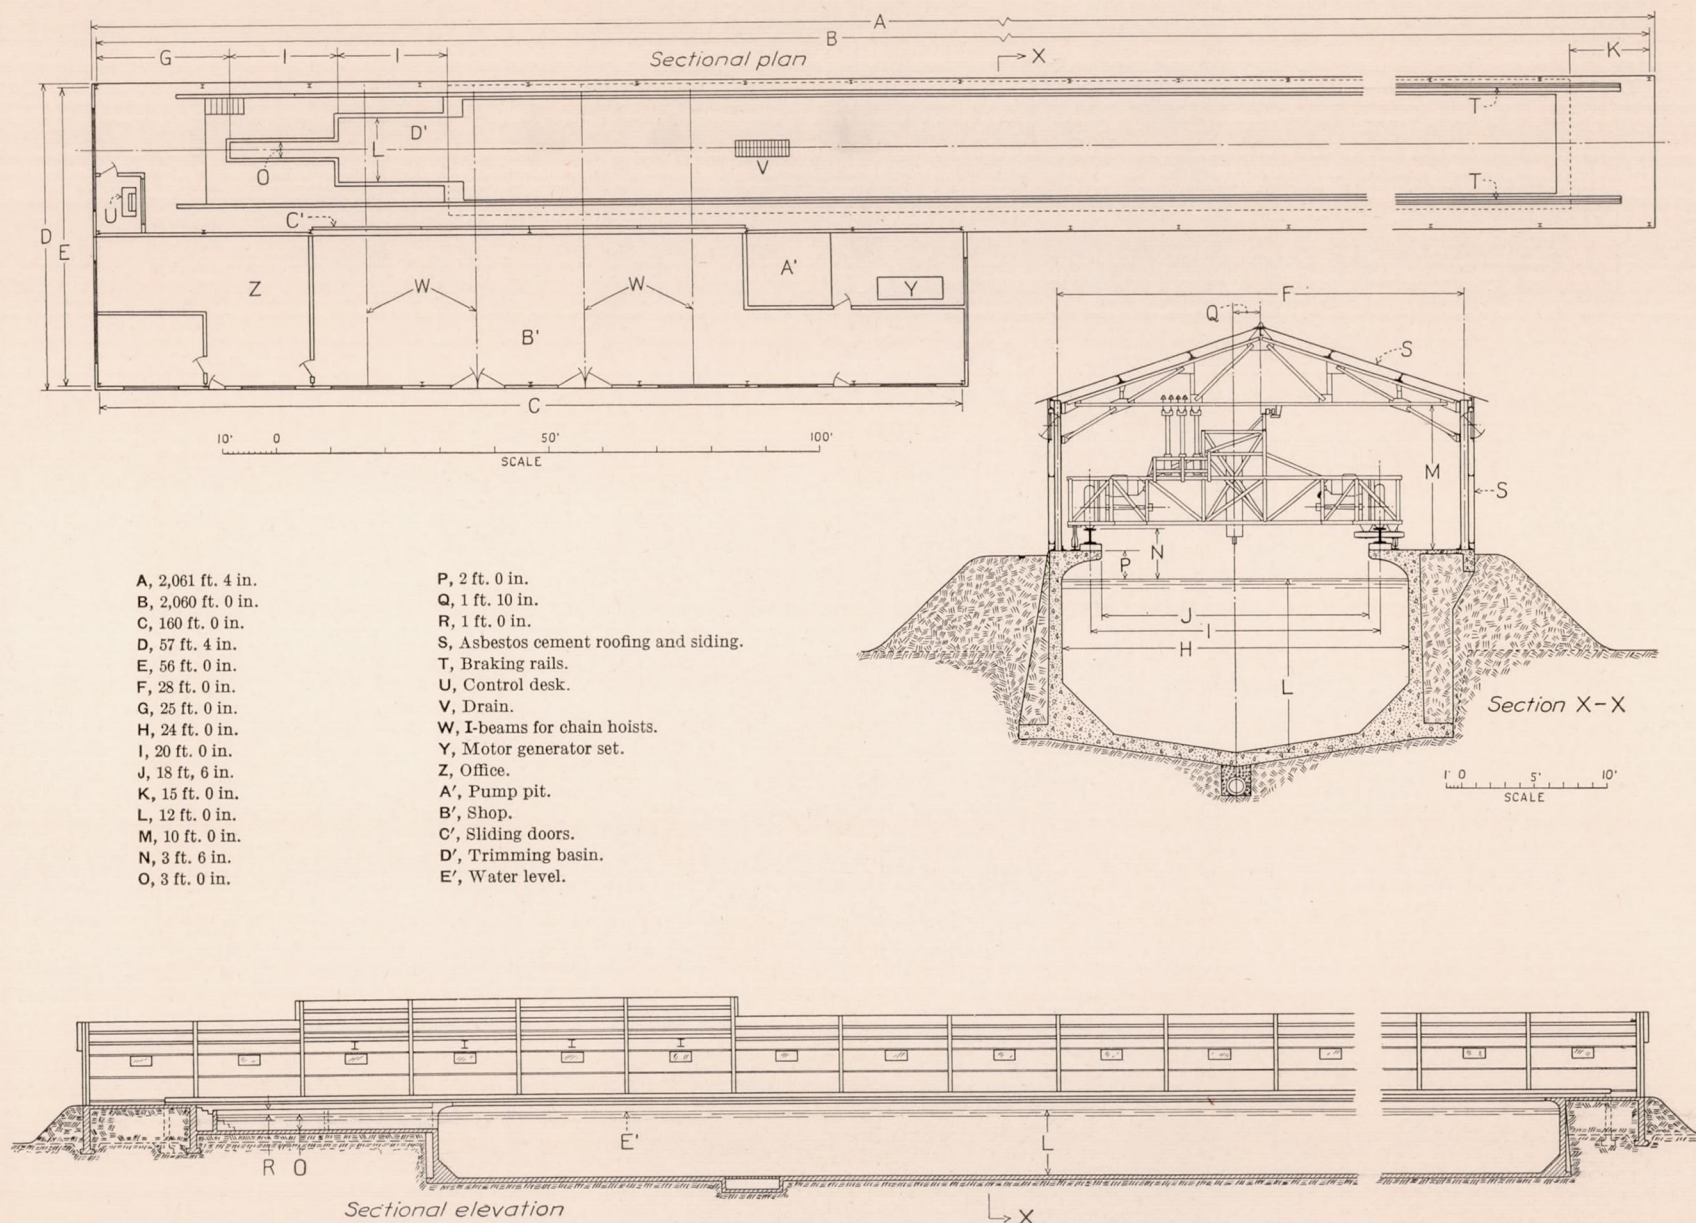 A
B
G I I Sectional plan X K
T
D'
L
O V
T
U
C'
D E
Z W W A' Y
B'
C
10' 0 50' 100'
SCALE
F
Q
S
M
S
N
P
J
I
H
L
Section X-X
1' 0 5' 10'
SCALE
A, 2,061 ft. 4 in.
B, 2,060 ft. 0 in.
C, 160 ft. 0 in.
D, 57 ft. 4 in.
E, 56 ft. 0 in.
F, 28 ft. 0 in.
G, 25 ft. 0 in.
H, 24 ft. 0 in.
I, 20 ft. 0 in.
J, 18 ft, 6 in.
K, 15 ft. 0 in.
L, 12 ft. 0 in.
M, 10 ft. 0 in.
N, 3 ft. 6 in.
O, 3 ft. 0 in.
P, 2 ft. 0 in.
Q, 1 ft. 10 in.
R, 1 ft. 0 in.
S, Asbestos cement roofing and siding.
T, Braking rails.
U, Control desk.
V, Drain.
W, I-beams for chain hoists.
Y, Motor generator set.
Z, Office.
A′, Pump pit.
B′, Shop.
C′, Sliding doors.
D′, Trimming basin.
E′, Water level.
R O E' L
Sectional elevation X